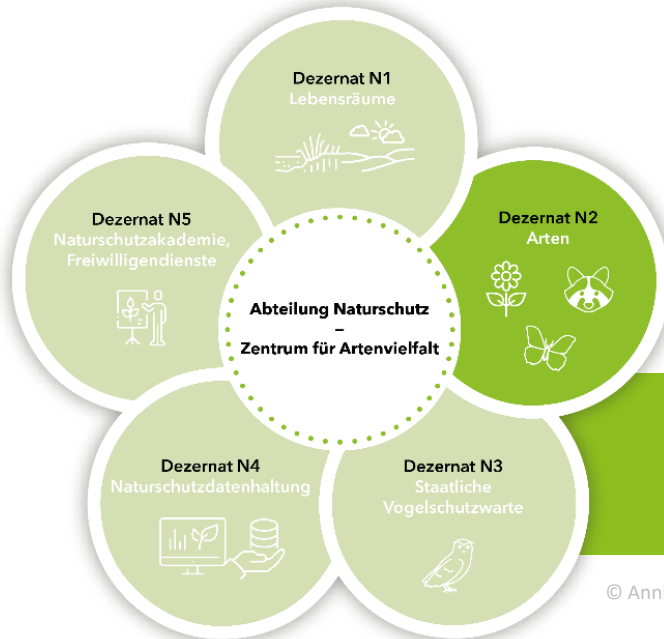 Dezernat N1
Lebensräume
Dezernat N2
Arten
Dezernat N5
Naturschutzakademie,
Freiwilligendienste
Abteilung Naturschutz
–
Zentrum für Artenvielfalt
Dezernat N4
Naturschutzdatenhaltung
Dezernat N3
Staatliche
Vogelschutzwarte
© Anni